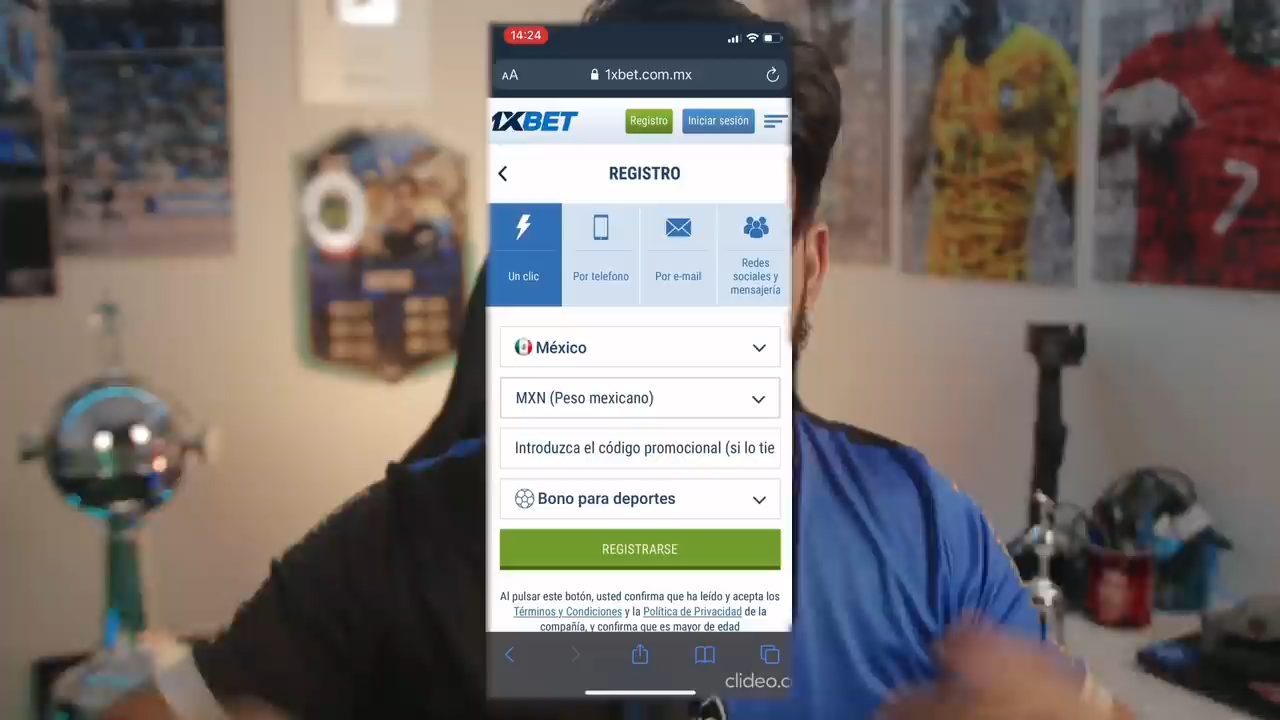 14:24
AA
1xbet.com.mx
1XBET
Registro
Iniciar sesión
REGISTRO
Un clic
Por telefono
Por e-mail
Redes
sociales y
mensajería
México
MXN (Peso mexicano)
Introduzca el código promocional (si lo tie
Bono para deportes
REGISTRARSE
Al pulsar este botón, usted confirma que ha leído y acepta los
Términos y Condiciones y la Política de Privacidad de la
compañía, y confirma que es mayor de edad
clideo.c
7